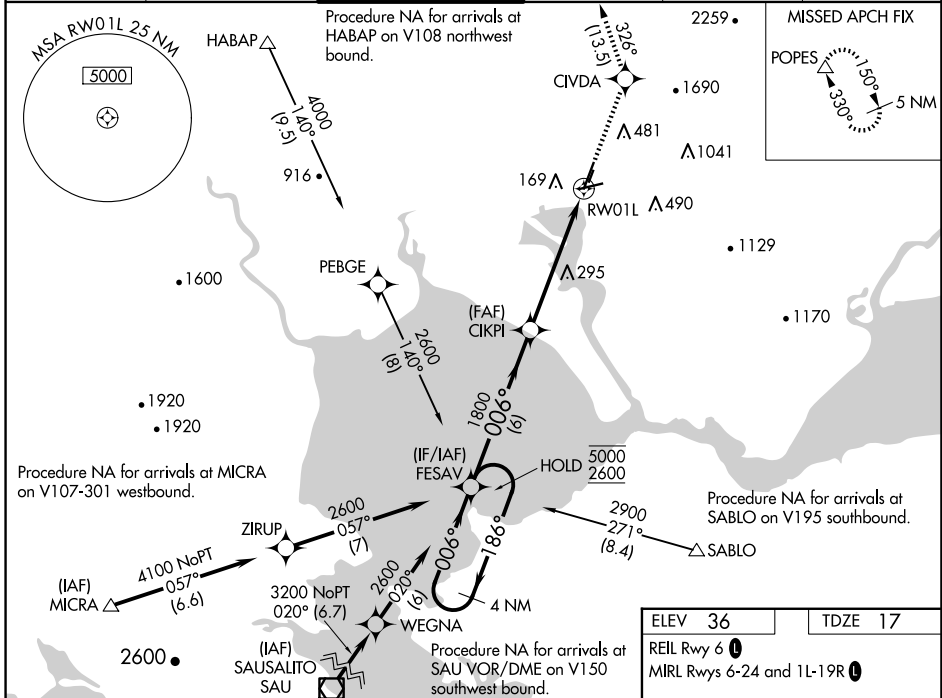 MSA RW01L 25 NM
5000
HABAP
Procedure NA for arrivals at
HABAP on V108 northwest
bound.
326°
(13.5)
2259
CIVDA
1690
MISSED APCH FIX
POPES
150°
330°
5 NM
4000
140°
(9.5)
916
481
1041
169
RW01L
490
1129
1600
PEBGE
295
(FAF)
CIKPI
1170
2600
140°
(8)
1920
1920
1800
006°
(6)
(IF/IAF)
FESAV
HOLD
5000
2600
Procedure NA for arrivals at MICRA
on V107-301 westbound.
Procedure NA for arrivals at
SABLO on V195 southbound.
ZIRUP
2600
057°
(7)
2900
271°
(8.4)
SABLO
006°
186°
4 NM
4100 NoPT
057°
(6.6)
(IAF)
MICRA
3200 NoPT
020° (6.7)
2600
020°
(6)
WEGNA
2600
(IAF)
SAUSALITO
SAU
Procedure NA for arrivals at
SAU VOR/DME on V150
southwest bound.
ELEV 36
TDZE 17
REIL Rwy 6 L
MIRL Rwys 6-24 and 1L-19R L